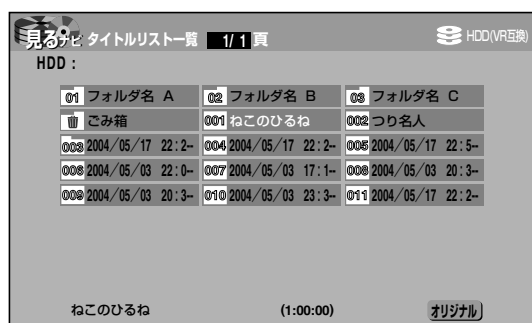 見るナビ タイトルリスト一覧 1/ 1 頁 HDD(VR互換)
HDD :
01 フォルダ名 A 02 フォルダ名 B 03 フォルダ名 C
ごみ箱 001 ねこのひるね 002 つり名人
003 2004/05/17 22:2-- 004 2004/05/17 22:2-- 005 2004/05/17 22:5--
006 2004/05/03 22:0-- 007 2004/05/03 17:1-- 008 2004/05/03 20:3--
009 2004/05/03 20:3-- 010 2004/05/03 23:3-- 011 2004/05/17 22:2--
ねこのひるね (1:00:00) オリジナル